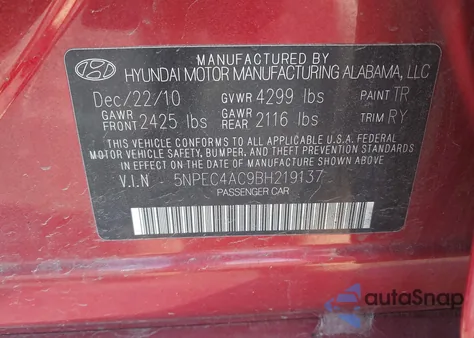 MANUFACTURED BY
HYUNDAI MOTOR MANUFACTURING ALABAMA, LLC
Dec/22/10 GVWR 4299 lbs PAINT TR
GAWR FRONT 2425 lbs GAWR REAR 2116 lbs TRIM RY
THIS VEHICLE CONFORMS TO ALL APPLICABLE U.S.A. FEDERAL
MOTOR VEHICLE SAFETY, BUMPER, AND THEFT PREVENTION STANDARDS
IN EFFECT ON THE DATE OF MANUFACTURE SHOWN ABOVE.
V.I.N - 5NPEC4AC9BH219137
PASSENGER CAR
autoSnap